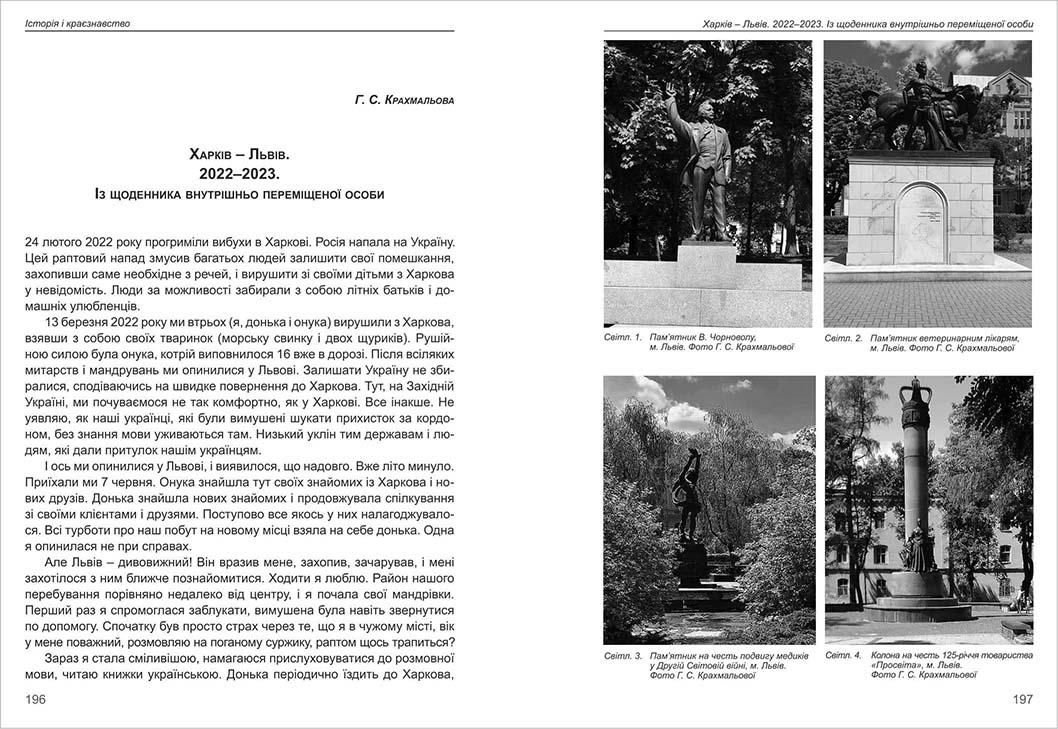 Історія і краєзнавство
Г. С. Крахмальова
Харків – Львів.
2022–2023.
Із щоденника внутрішньо переміщеної особи
24 лютого 2022 року прогриміли вибухи в Харкові. Росія напала на Україну.
Цей раптовий напад змусив багатьох людей залишити свої помешкання,
захопивши саме необхідне з речей, і вирушити зі своїми дітьми з Харкова
у невідомість. Люди за можливості забирали з собою літніх батьків і до-
машніх улюбленців.
13 березня 2022 року ми втрьох (я, донька і онука) вирушили з Харкова,
взявши з собою своїх тваринок (морську свинку і двох щуриків). Рушій-
ною силою була онука, котрій виповнилося 16 вже в дорозі. Після всіляких
митарств і мандрувань ми опинилися у Львові. Залишати Україну не зби-
ралися, сподіваючись на швидке повернення до Харкова. Тут, на Західній
Україні, ми почуваємося не так комфортно, як у Харкові. Все інакше. Не
уявляю, як наші українці, які були вимушені шукати прихисток за кордо-
ном, без знання мови уживаються там. Низький уклін тим державам і лю-
дям, які дали притулок нашим українцям.
І ось ми опинилися у Львові, і виявилося, що надовго. Вже літо минуло.
Приїхали ми 7 червня. Онука знайшла тут своїх знайомих із Харкова і но-
вих друзів. Донька знайшла нових знайомих і продовжувала спілкування
зі своїми клієнтами і друзями. Поступово все якось у них налагоджувало-
ся. Всі турботи про наш побут на новому місці взяла на себе донька. Одна
я опинилася не при справах.
Але Львів – дивовижний! Він вразив мене, захопив, зачарував, і мені
захотілося з ним ближче познайомитися. Ходити я люблю. Район нашого
перебування порівняно недалеко від центру, і я почала свої мандрівки.
Перший раз я спромоглася заблукати, вимушена була навіть звернутися
по допомогу. Спочатку був просто страх через те, що я в чужому місті, вік
у мене поважний, розмовляю на поганому суржику, раптом щось трапиться?
Зараз я стала сміливішою, намагаюся прислуховуватися до розмовної
мови, читаю книжки українською. Донька періодично їздить до Харкова,
196
Харків – Львів. 2022–2023. Із щоденника внутрішньо переміщеної особи
Світл. 1. Пам’ятник В. Чорноволу,
м. Львів. Фото Г. С. Крахмальової
Світл. 2. Пам’ятник ветеринарним лікарям,
м. Львів. Фото Г. С. Крахмальової
Світл. 3. Пам’ятник на честь подвигу медиків
у Другій Світовій війні, м. Львів.
Фото Г. С. Крахмальової
Світл. 4. Колона на честь 125-річчя товариства
«Просвіта», м. Львів.
Фото Г. С. Крахмальової
197